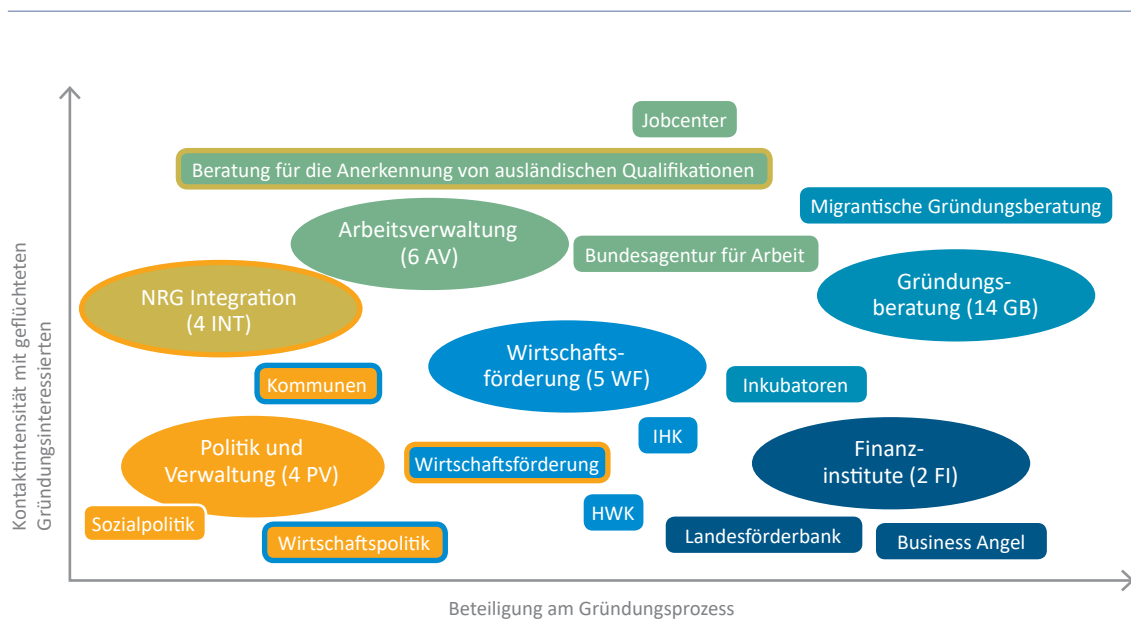 Jobcenter
Beratung für die Anerkennung von ausländischen Qualifikationen
Migrantische Gründungsberatung
Arbeitsverwaltung
(6 AV)
Bundesagentur für Arbeit
Gründungs-
beratung (14 GB)
NRG Integration
(4 INT)
Wirtschafts-
förderung (5 WF)
Kommunen
Inkubatoren
IHK
Politik und
Verwaltung (4 PV)
Wirtschaftsförderung
Finanz-
institute (2 FI)
HWK
Sozialpolitik
Wirtschaftspolitik
Landesförderbank
Business Angel
Kontaktintensität mit geflüchteten
Gründungsinteressierten
Beteiligung am Gründungsprozess